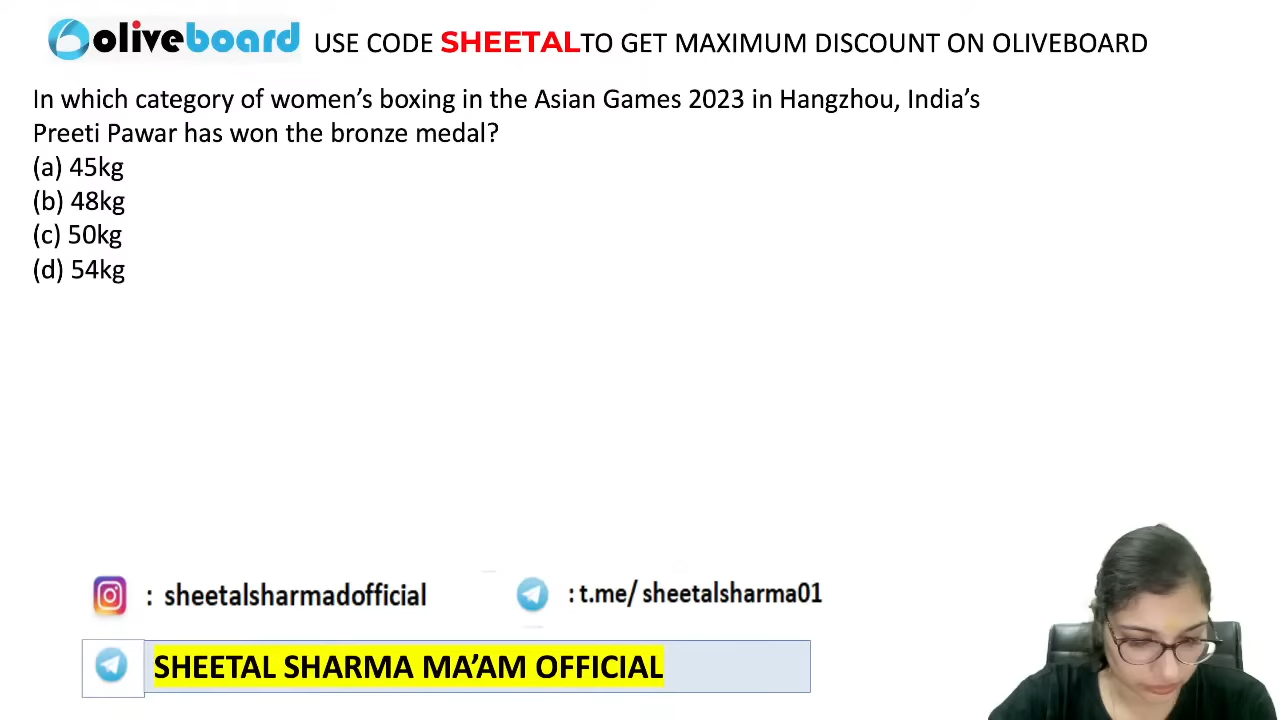 oliveboard USE CODE SHEETAL TO GET MAXIMUM DISCOUNT ON OLIVEBOARD
In which category of women’s boxing in the Asian Games 2023 in Hangzhou, India’s
Preeti Pawar has won the bronze medal?
(a) 45kg
(b) 48kg
(c) 50kg
(d) 54kg
: sheetalsharmadofficial : t.me/ sheetalsharma01
SHEETAL SHARMA MA’AM OFFICIAL